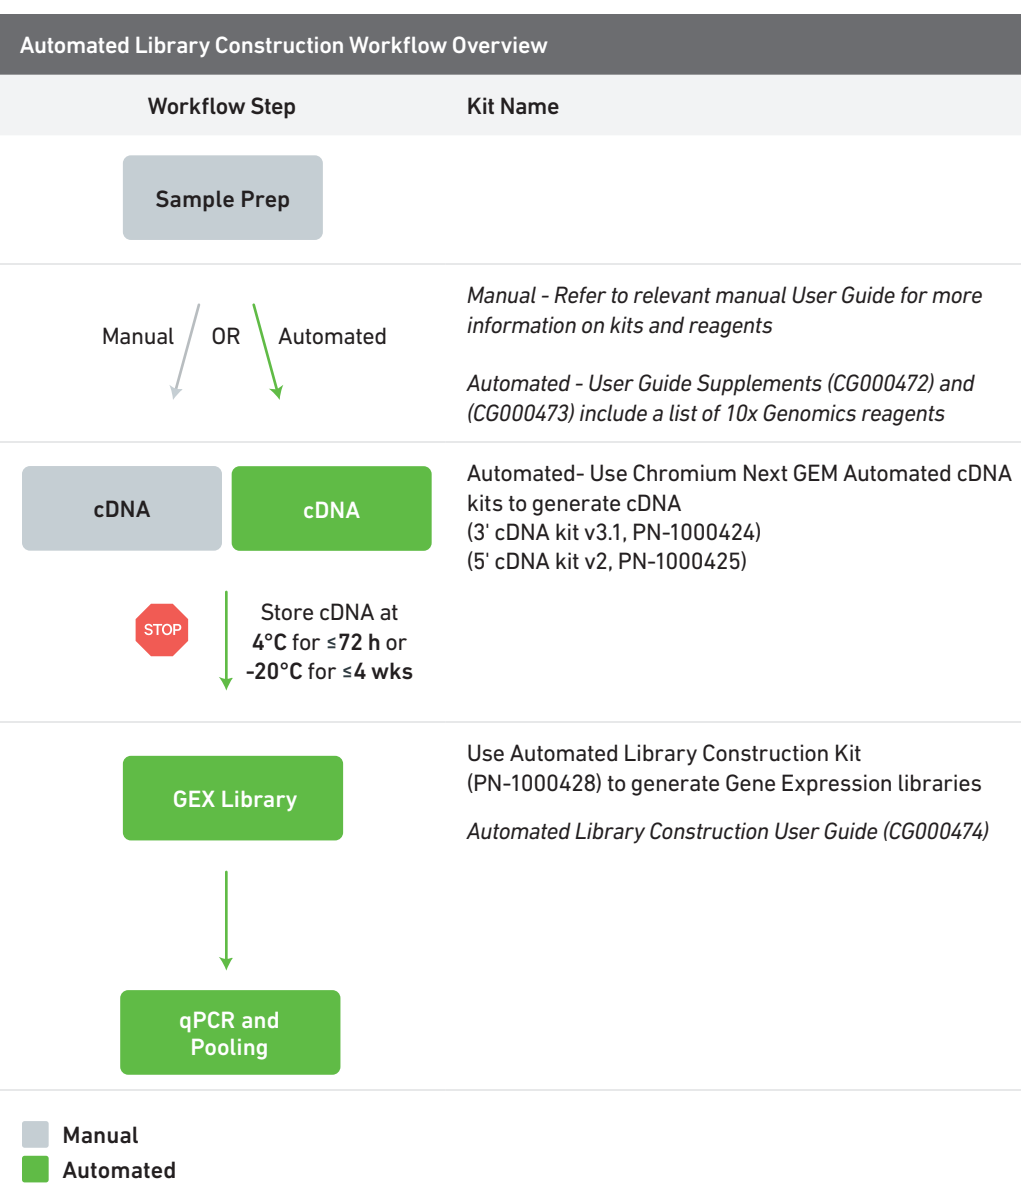 Automated Library Construction Workflow Overview
Workflow Step
Kit Name
Sample Prep
Manual
OR
Automated
Manual - Refer to relevant manual User Guide for more
information on kits and reagents
Automated - User Guide Supplements (CG000472) and
(CG000473) include a list of 10x Genomics reagents
cDNA
cDNA
Automated- Use Chromium Next GEM Automated cDNA
kits to generate cDNA
(3' cDNA kit v3.1, PN-1000424)
(5' cDNA kit v2, PN-1000425)
STOP
Store cDNA at
4°C for ≤72 h or
-20°C for ≤4 wks
GEX Library
Use Automated Library Construction Kit
(PN-1000428) to generate Gene Expression libraries
Automated Library Construction User Guide (CG000474)
qPCR and
Pooling
Manual
Automated